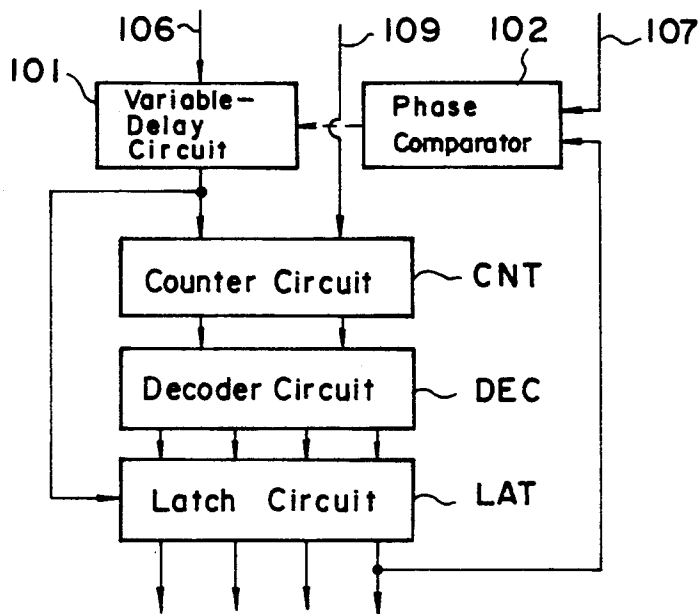 106
109
102
107
101
Variable-
Delay
Circuit
Phase
Comparator
Counter Circuit
CNT
Decoder Circuit
DEC
Latch Circuit
LAT